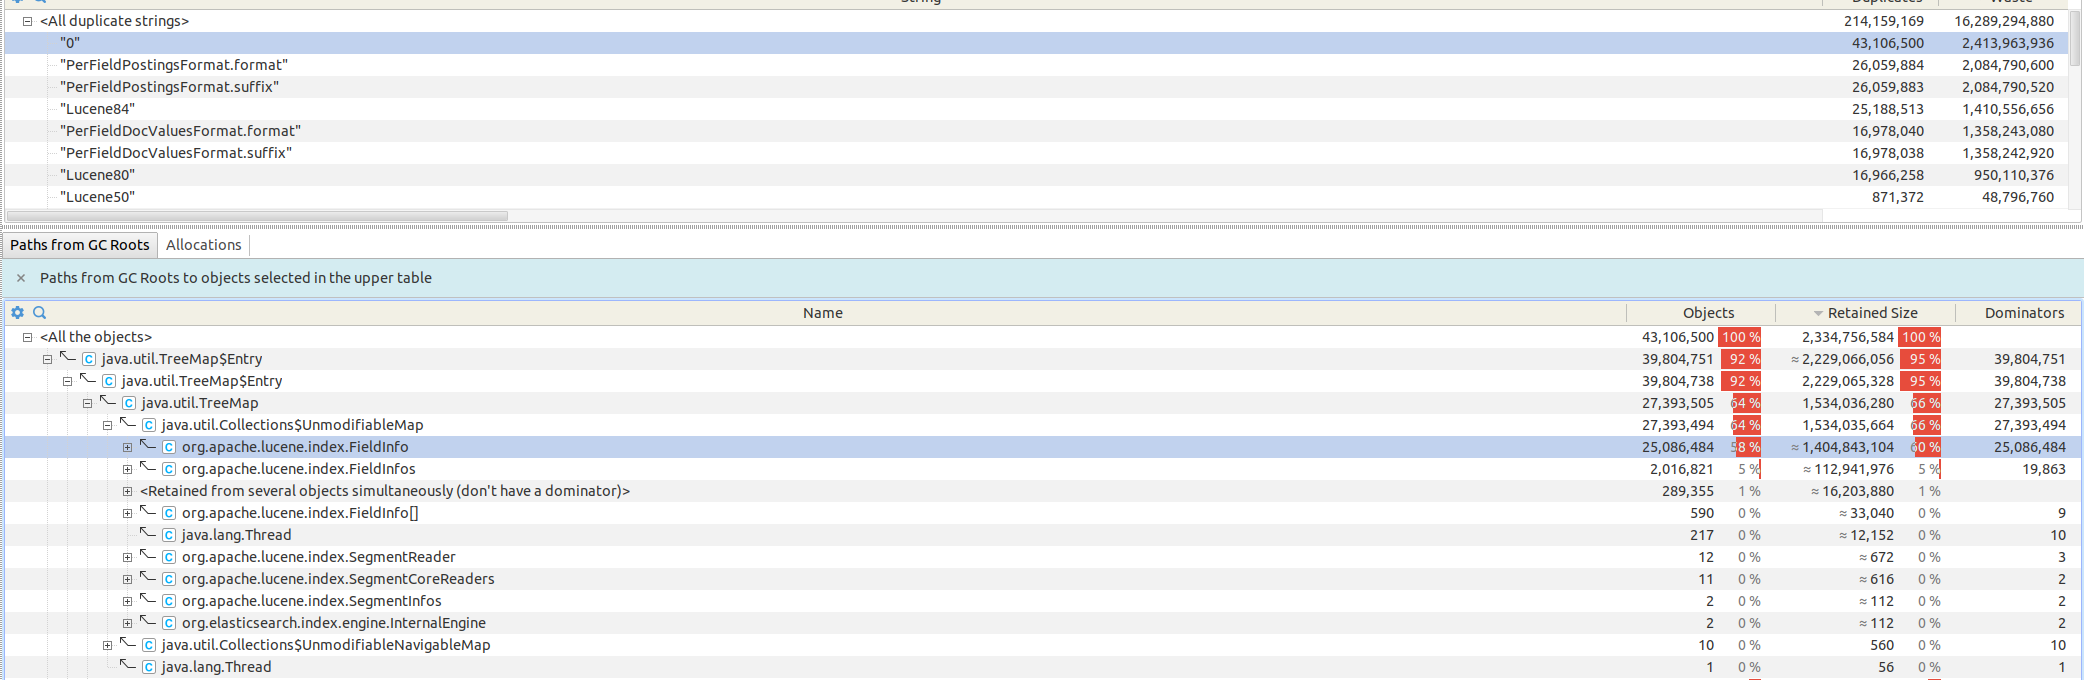 String Duplicates Waste
<All duplicate strings> 214,159,169 16,289,294,880
"0" 43,106,500 2,413,963,936
"PerFieldPostingsFormat.format" 26,059,884 2,084,790,600
"PerFieldPostingsFormat.suffix" 26,059,883 2,084,790,520
"Lucene84" 25,188,513 1,410,556,656
"PerFieldDocValuesFormat.format" 16,978,040 1,358,243,080
"PerFieldDocValuesFormat.suffix" 16,978,038 1,358,242,920
"Lucene80" 16,966,258 950,110,376
"Lucene50" 871,372 48,796,760
Paths from GC Roots Allocations
× Paths from GC Roots to objects selected in the upper table
Name Objects Retained Size Dominators
<All the objects> 43,106,500 100 % 2,334,756,584 100 %
C java.util.TreeMap$Entry 39,804,751 92 % ≈ 2,229,066,056 95 % 39,804,751
C java.util.TreeMap$Entry 39,804,738 92 % 2,229,065,328 95 % 39,804,738
C java.util.TreeMap 27,393,505 64 % 1,534,036,280 66 % 27,393,505
C java.util.Collections$UnmodifiableMap 27,393,494 64 % 1,534,035,664 66 % 27,393,494
C org.apache.lucene.index.FieldInfo 25,086,484 58 % ≈ 1,404,843,104 60 % 25,086,484
C org.apache.lucene.index.FieldInfos 2,016,821 5 % ≈ 112,941,976 5 % 19,863
<Retained from several objects simultaneously (don't have a dominator)> 289,355 1 % ≈ 16,203,880 1 %
C org.apache.lucene.index.FieldInfo[] 590 0 % ≈ 33,040 0 % 9
C java.lang.Thread 217 0 % ≈ 12,152 0 % 10
C org.apache.lucene.index.SegmentReader 12 0 % ≈ 672 0 % 3
C org.apache.lucene.index.SegmentCoreReaders 11 0 % ≈ 616 0 % 2
C org.apache.lucene.index.SegmentInfos 2 0 % ≈ 112 0 % 2
C org.elasticsearch.index.engine.InternalEngine 2 0 % ≈ 112 0 % 2
C java.util.Collections$UnmodifiableNavigableMap 10 0 % 560 0 % 10
C java.lang.Thread 1 0 % 56 0 % 1